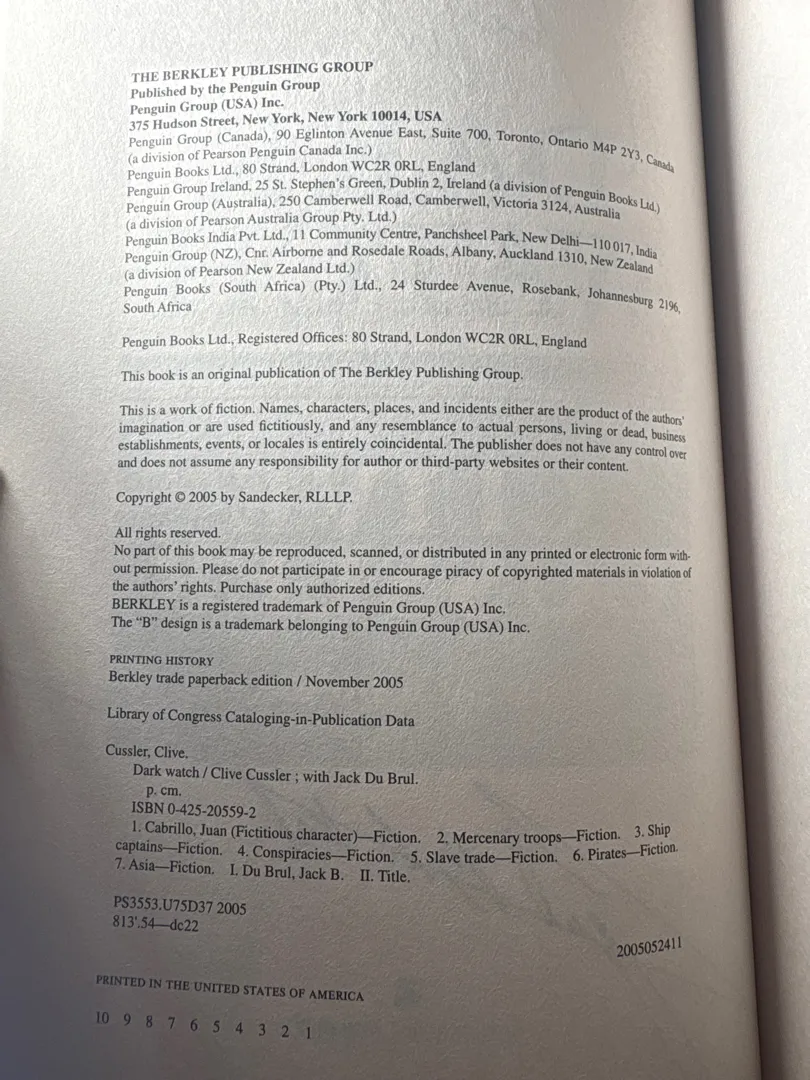 THE BERKLEY PUBLISHING GROUP
Published by the Penguin Group
Penguin Group (USA) Inc.
375 Hudson Street, New York, New York 10014, USA
Penguin Group (Canada), 90 Eglinton Avenue East, Suite 700, Toronto, Ontario M4P 2Y3, Canada
(a division of Pearson Penguin Canada Inc.)
Penguin Books Ltd., 80 Strand, London WC2R 0RL, England
Penguin Group Ireland, 25 St. Stephen's Green, Dublin 2, Ireland (a division of Penguin Books Ltd.)
Penguin Group (Australia), 250 Camberwell Road, Camberwell, Victoria 3124, Australia
(a division of Pearson Australia Group Pty. Ltd.)
Penguin Books India Pvt. Ltd., 11 Community Centre, Panchsheel Park, New Delhi—110 017, India
Penguin Group (NZ), Cnr. Airborne and Rosedale Roads, Albany, Auckland 1310, New Zealand
(a division of Pearson New Zealand Ltd.)
Penguin Books (South Africa) (Pty.) Ltd., 24 Sturdee Avenue, Rosebank, Johannesburg 2196,
South Africa
Penguin Books Ltd., Registered Offices: 80 Strand, London WC2R 0RL, England
This book is an original publication of The Berkley Publishing Group.
This is a work of fiction. Names, characters, places, and incidents either are the product of the authors'
imagination or are used fictitiously, and any resemblance to actual persons, living or dead, business
establishments, events, or locales is entirely coincidental. The publisher does not have any control over
and does not assume any responsibility for author or third-party websites or their content.
Copyright © 2005 by Sandecker, RLLLP.
All rights reserved.
No part of this book may be reproduced, scanned, or distributed in any printed or electronic form with-
out permission. Please do not participate in or encourage piracy of copyrighted materials in violation of
the authors' rights. Purchase only authorized editions.
BERKLEY is a registered trademark of Penguin Group (USA) Inc.
The "B" design is a trademark belonging to Penguin Group (USA) Inc.
PRINTING HISTORY
Berkley trade paperback edition / November 2005
Library of Congress Cataloging-in-Publication Data
Cussler, Clive.
Dark watch / Clive Cussler ; with Jack Du Brul.
p. cm.
ISBN 0-425-20559-2
1. Cabrillo, Juan (Fictitious character)—Fiction. 2. Mercenary troops—Fiction. 3. Ship
captains—Fiction. 4. Conspiracies—Fiction. 5. Slave trade—Fiction. 6. Pirates—Fiction.
7. Asia—Fiction. I. Du Brul, Jack B. II. Title.
PS3553.U75D37 2005
813'.54—dc22
2005052411
PRINTED IN THE UNITED STATES OF AMERICA
10 9 8 7 6 5 4 3 2 1